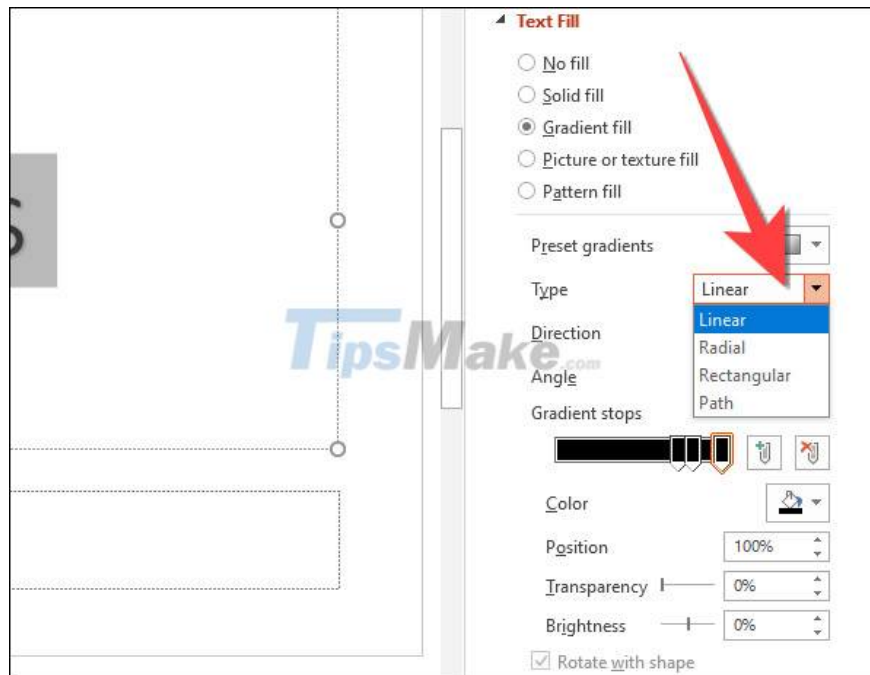 Text Fill
No fill
Solid fill
Gradient fill
Picture or texture fill
Pattern fill
Preset gradients
Type Linear
Linear
Direction
Radial
Rectangular
Angle
Path
Gradient stops
Color
Position 100%
Transparency 0%
Brightness 0%
Rotate with shape
S
TipsMake.com